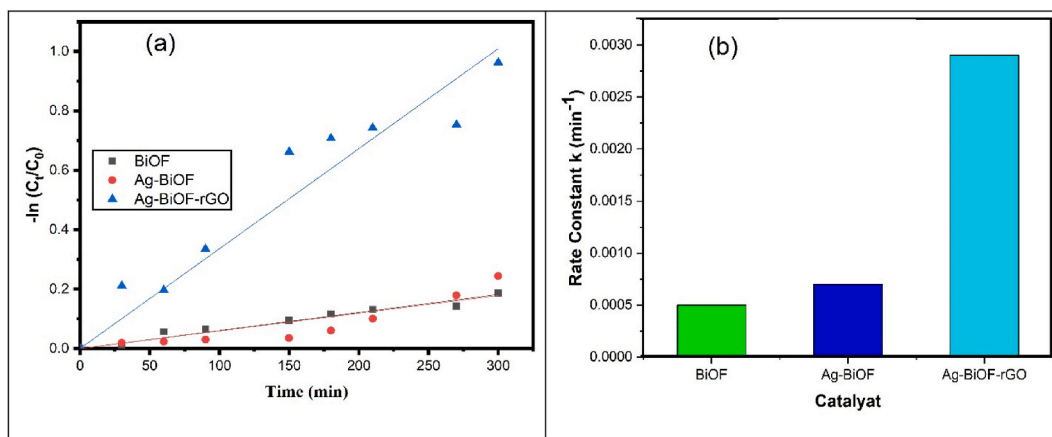 (a)
-ln (Cₜ/C₀)
1.0
0.8
0.6
0.4
0.2
0.0
BiOF
Ag-BiOF
Ag-BiOF-rGO
0 50 100 150 200 250 300
Time (min)
(b)
Rate Constant k (min⁻¹)
0.0030
0.0025
0.0020
0.0015
0.0010
0.0005
0.0000
BiOF Ag-BiOF Ag-BiOF-rGO
Catalyat